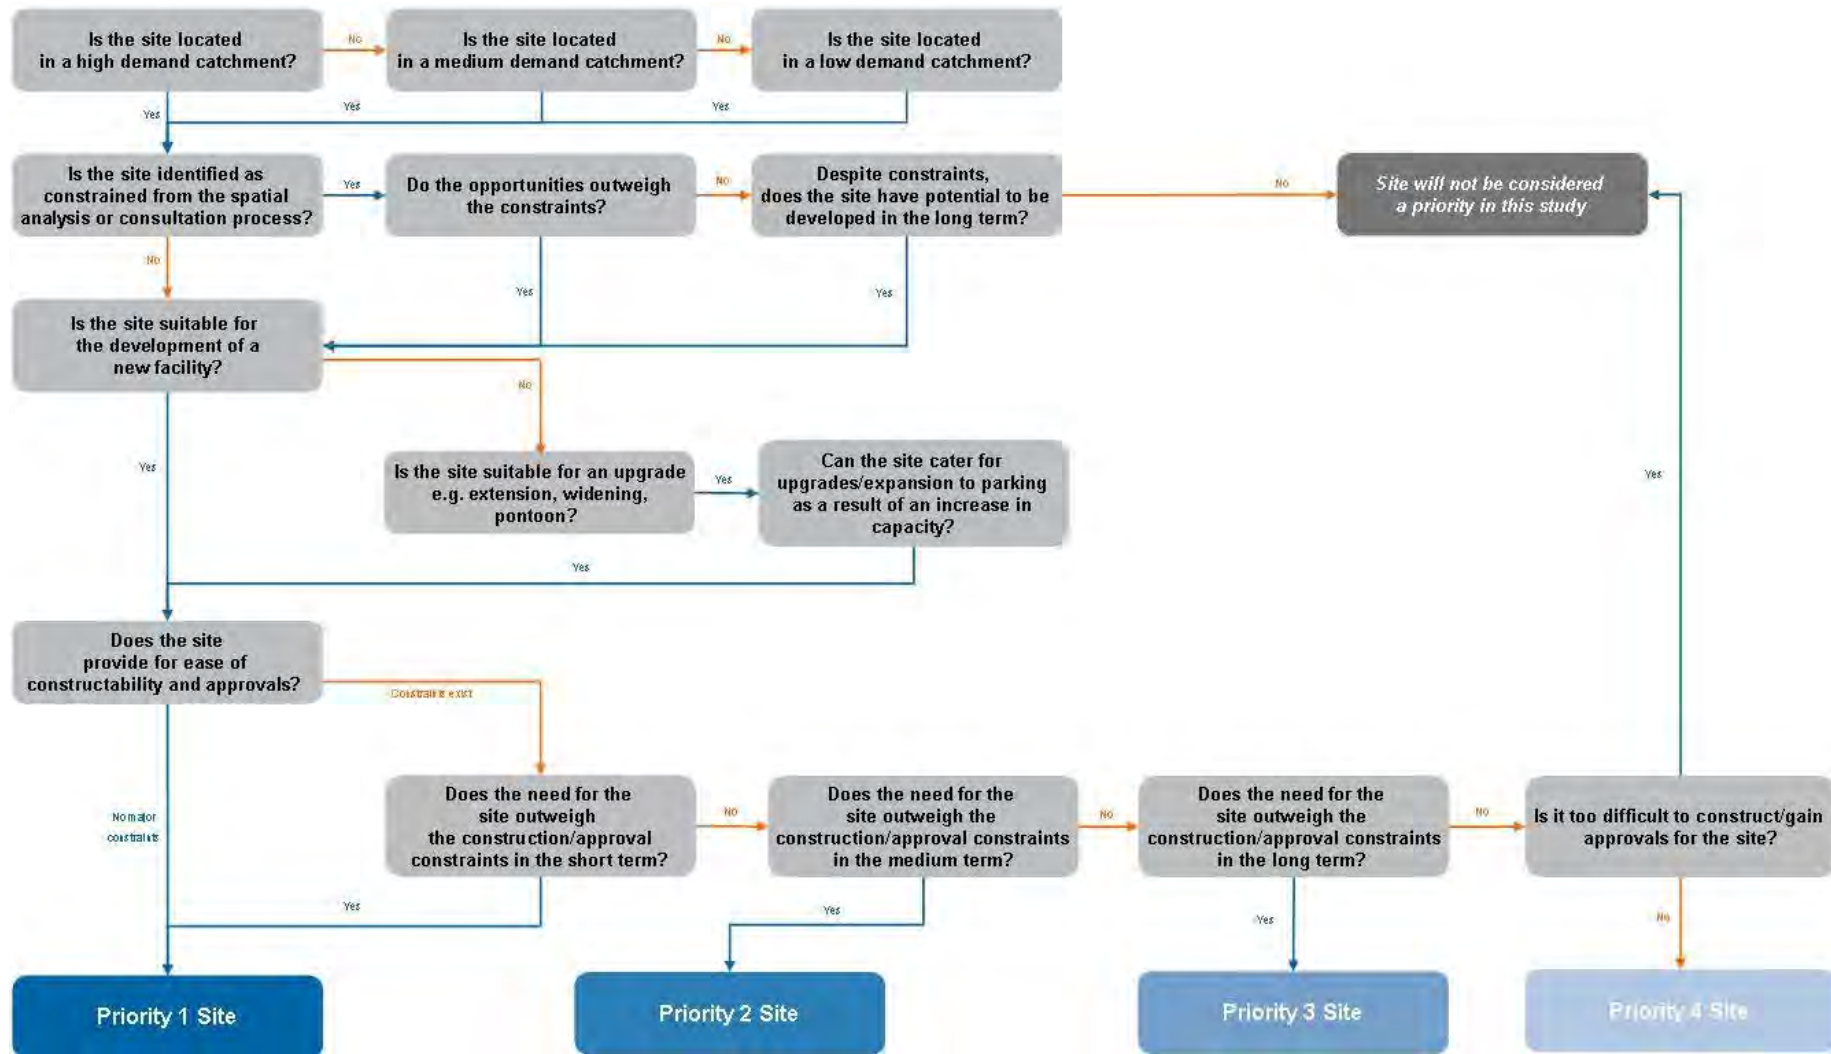 Is the site located
in a high demand catchment?
No
Is the site located
in a medium demand catchment?
No
Is the site located
in a low demand catchment?
Yes
Yes
Yes
Is the site identified as
constrained from the spatial
analysis or consultation process?
Yes
Do the opportunities outweigh
the constraints?
No
Despite constraints,
does the site have potential to be
developed in the long term?
No
Site will not be considered
a priority in this study
No
Yes
Yes
Is the site suitable for
the development of a
new facility?
No
Yes
Is the site suitable for an upgrade
e.g. extension, widening,
pontoon?
Yes
Can the site cater for
upgrades/expansion to parking
as a result of an increase in
capacity?
Yes
Yes
Does the site
provide for ease of
constructability and approvals?
Constraints exist
No major
constraints
Does the need for the
site outweigh
the construction/approval
constraints in the short term?
No
Does the need for the
site outweigh the
construction/approval constraints
in the medium term?
No
Does the need for the
site outweigh the
construction/approval constraints
in the long term?
No
Is it too difficult to construct/gain
approvals for the site?
Yes
Yes
Yes
No
Priority 1 Site
Priority 2 Site
Priority 3 Site
Priority 4 Site